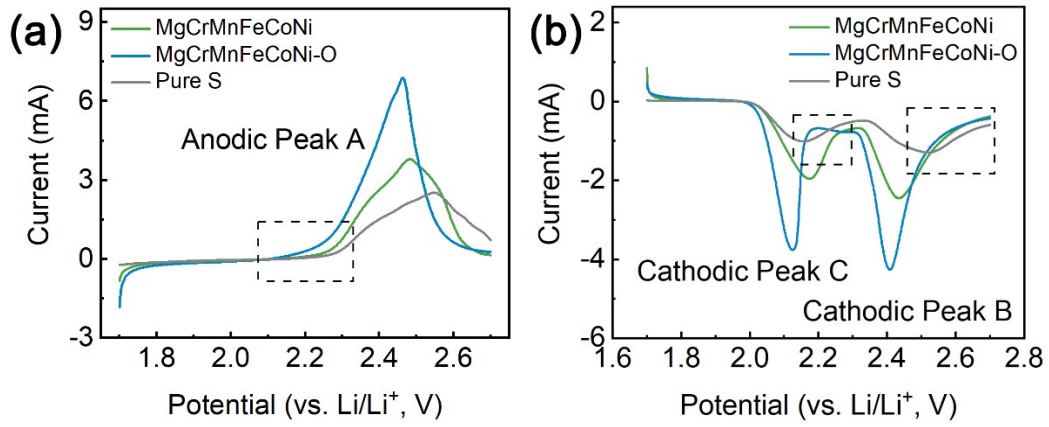 (a)
MgCrMnFeCoNi
MgCrMnFeCoNi-O
Pure S
Anodic Peak A
9
6
3
0
-3
Current (mA)
1.8
2.0
2.2
2.4
2.6
Potential (vs. Li/Li⁺, V)
(b)
MgCrMnFeCoNi
MgCrMnFeCoNi-O
Pure S
Cathodic Peak C
Cathodic Peak B
2
0
-2
-4
-6
Current (mA)
1.6
1.8
2.0
2.2
2.4
2.6
2.8
Potential (vs. Li/Li⁺, V)